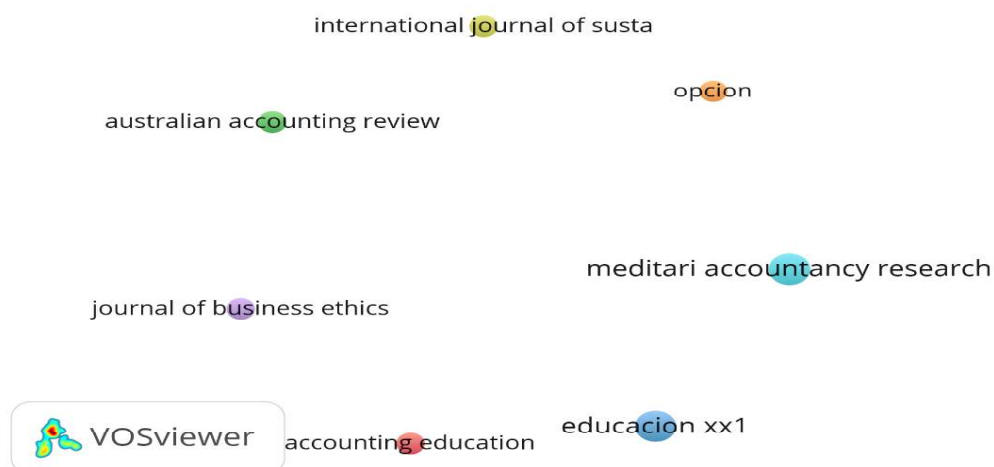 international journal of susta
opcion
australian accounting review
meditari accountancy research
journal of business ethics
educacion xx1
VOSviewer
accounting education